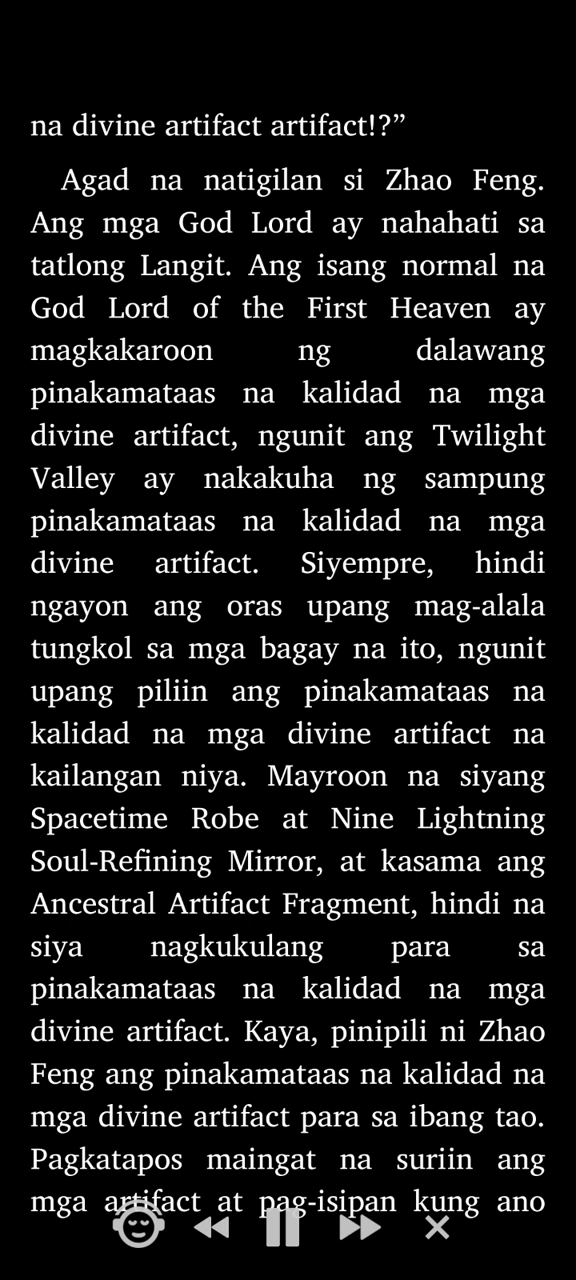 na divine artifact artifact!?”
Agad na natigilan si Zhao Feng.
Ang mga God Lord ay nahahati sa
tatlong Langit. Ang isang normal na
God Lord of the First Heaven ay
magkakaroon ng dalawang
pinakamataas na kalidad na mga
divine artifact, ngunit ang Twilight
Valley ay nakakuha ng sampung
pinakamataas na kalidad na mga
divine artifact. Siyempre, hindi
ngayon ang oras upang mag-alala
tungkol sa mga bagay na ito, ngunit
upang piliin ang pinakamataas na
kalidad na mga divine artifact na
kailangan niya. Mayroon na siyang
Spacetime Robe at Nine Lightning
Soul-Refining Mirror, at kasama ang
Ancestral Artifact Fragment, hindi na
siya nagkukulang para sa
pinakamataas na kalidad na mga
divine artifact. Kaya, pinipili ni Zhao
Feng ang pinakamataas na kalidad na
mga divine artifact para sa ibang tao.
Pagkatapos maingat na suriin ang
mga artifact at pag-isipan kung ano